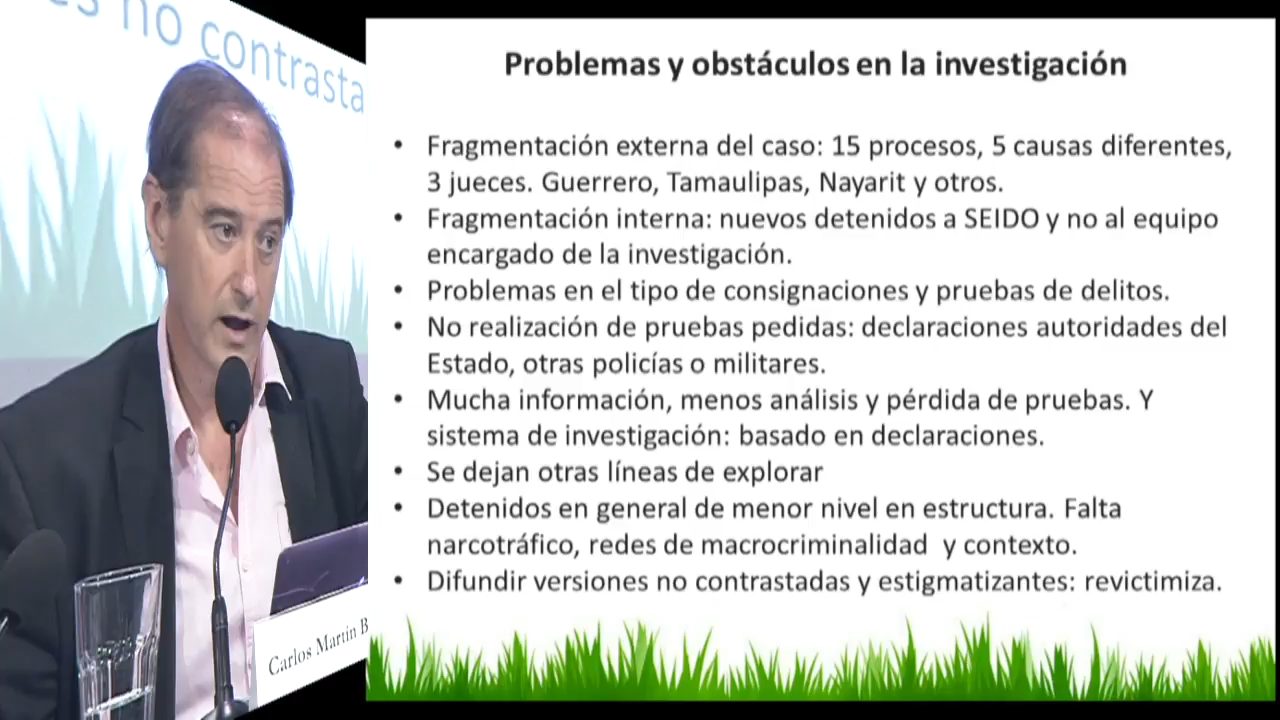 no contrasta
Problemas y obstáculos en la investigación
• Fragmentación externa del caso: 15 procesos, 5 causas diferentes,
3 jueces. Guerrero, Tamaulipas, Nayarit y otros.
• Fragmentación interna: nuevos detenidos a SEIDO y no al equipo
encargado de la investigación.
• Problemas en el tipo de consignaciones y pruebas de delitos.
• No realización de pruebas pedidas: declaraciones autoridades del
Estado, otras policías o militares.
• Mucha información, menos análisis y pérdida de pruebas. Y
sistema de investigación: basado en declaraciones.
• Se dejan otras líneas de explorar
• Detenidos en general de menor nivel en estructura. Falta
narcotráfico, redes de macrocriminalidad y contexto.
• Difundir versiones no contrastadas y estigmatizantes: revictimiza.
Carlos Martin B